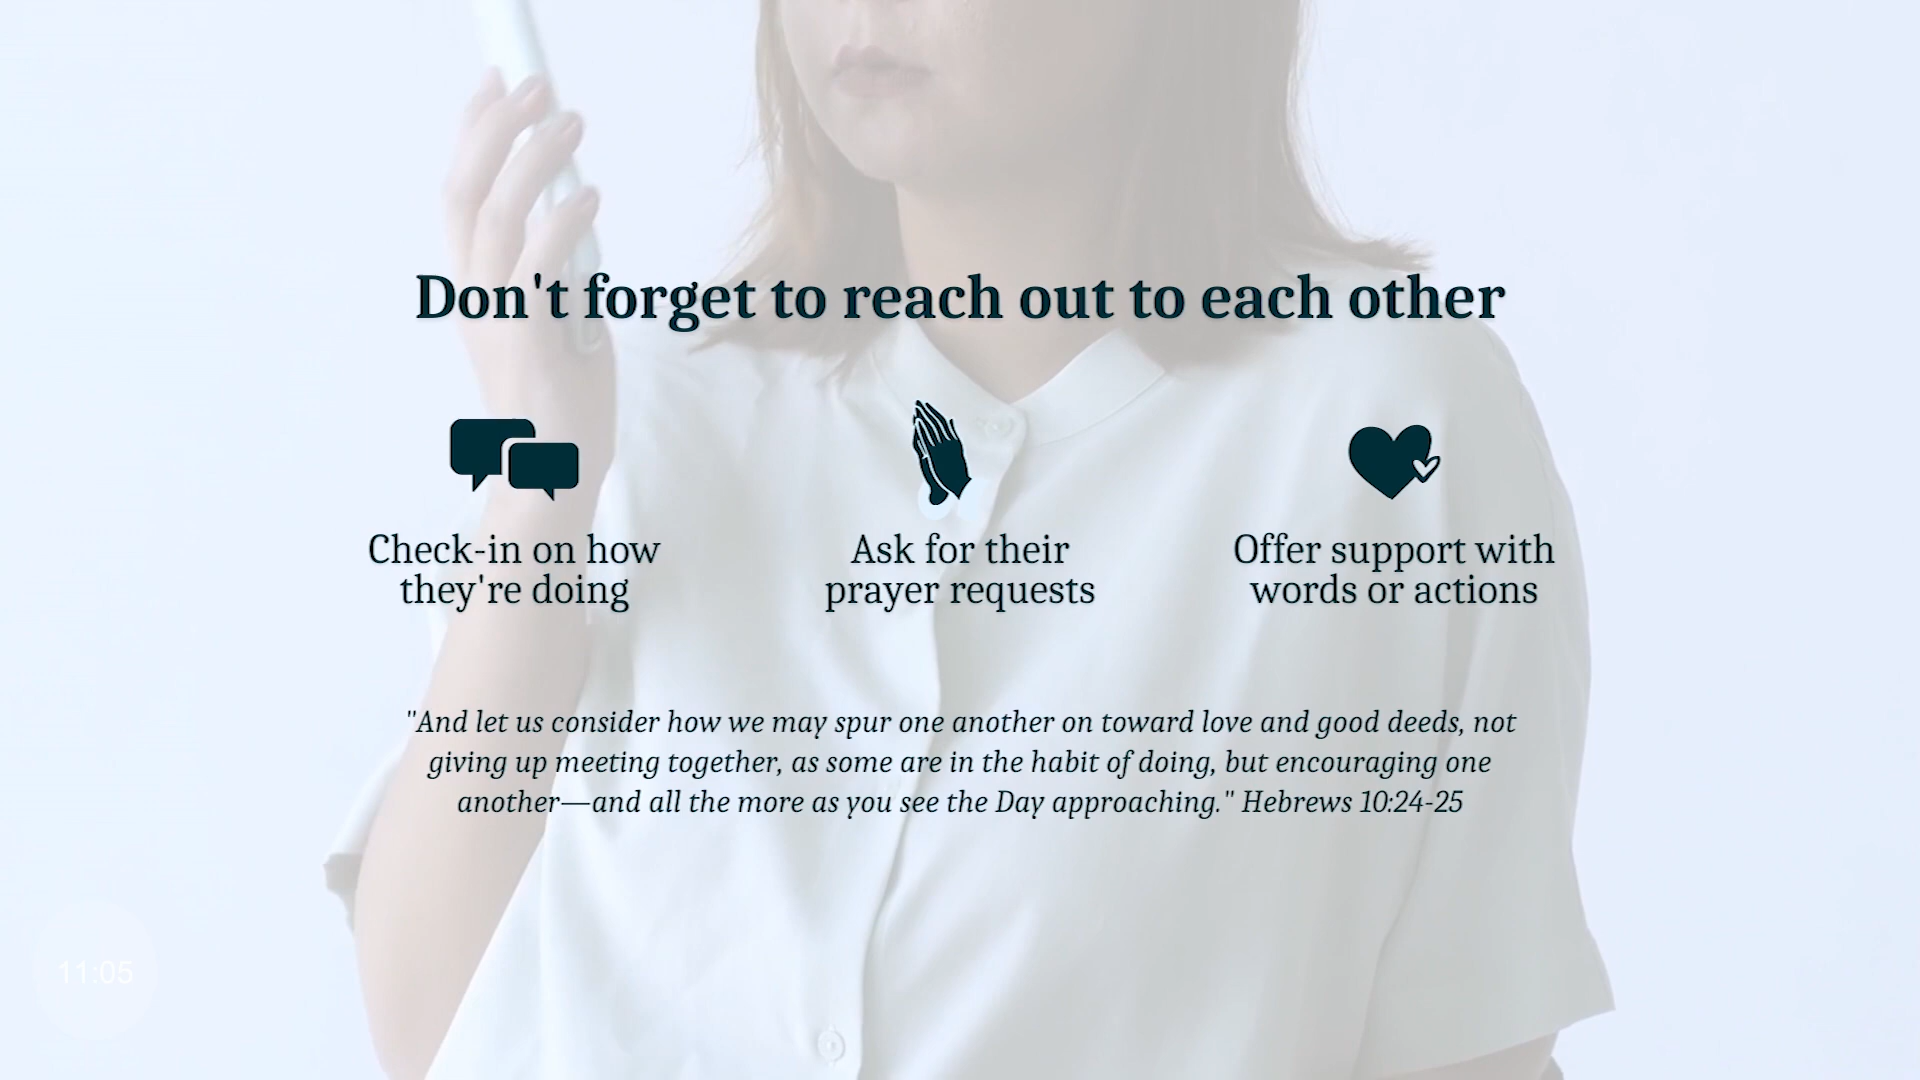 Don't forget to reach out to each other
Check-in on how
they're doing
Ask for their
prayer requests
Offer support with
words or actions
"And let us consider how we may spur one another on toward love and good deeds, not
giving up meeting together, as some are in the habit of doing, but encouraging one
another—and all the more as you see the Day approaching." Hebrews 10:24-25
11:05